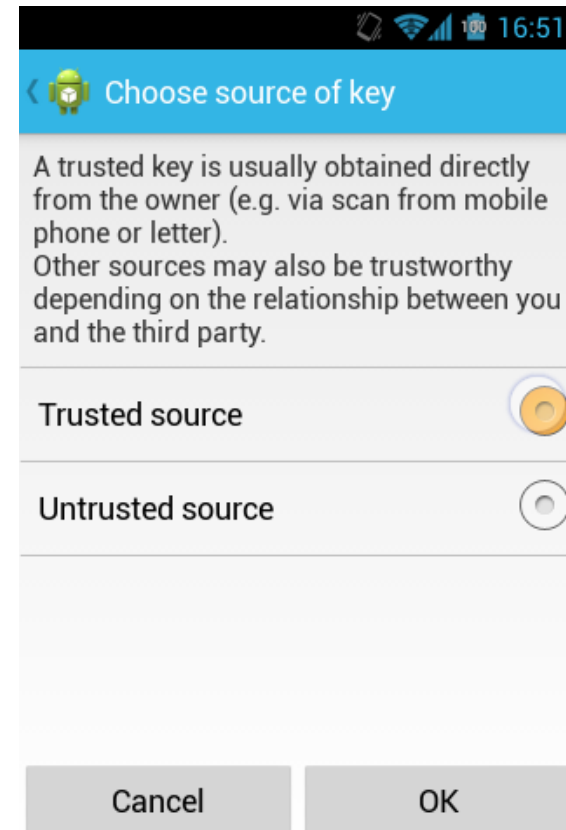 100 16:51
Choose source of key
A trusted key is usually obtained directly
from the owner (e.g. via scan from mobile
phone or letter).
Other sources may also be trustworthy
depending on the relationship between you
and the third party.
Trusted source
Untrusted source
Cancel OK